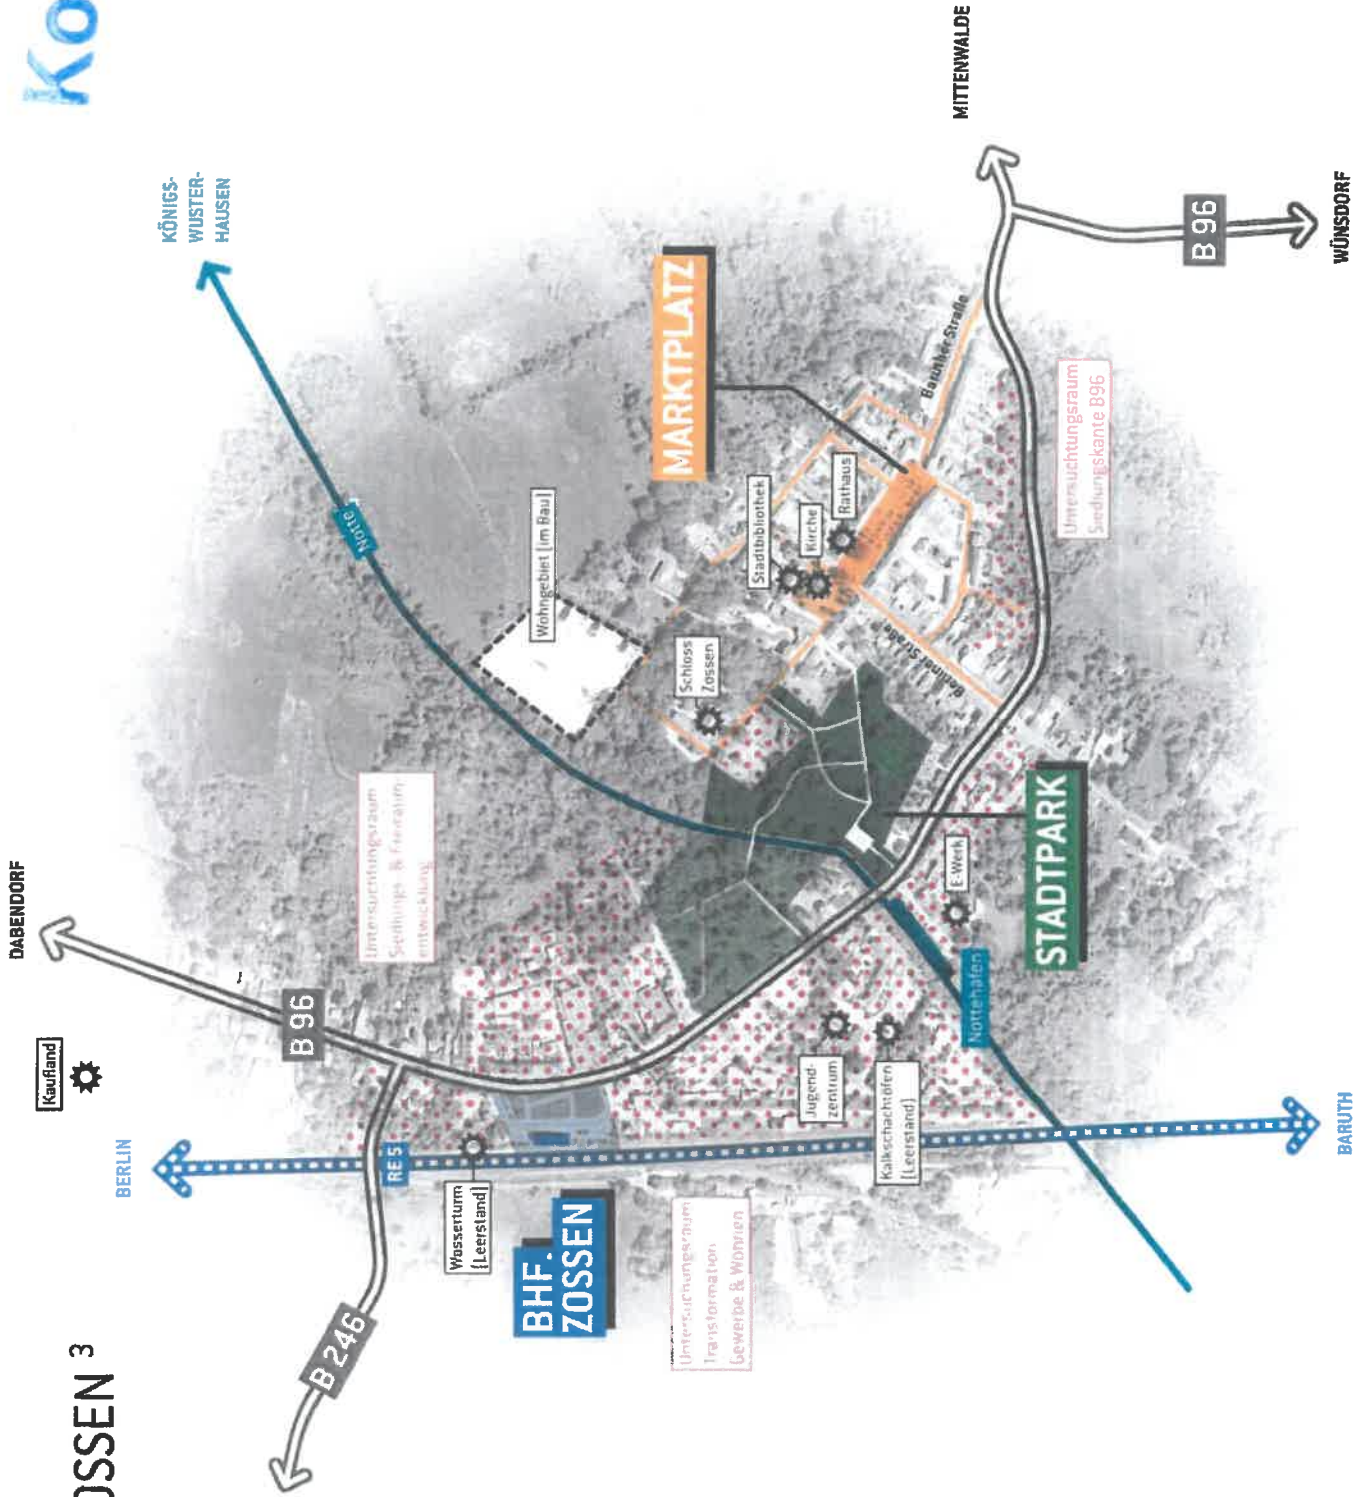 Ko
OSSEN ³
[Kaufland]
DABENDORF
BERLIN
KÖNIGS-
WUSTER-
HAUSEN
MITTENWALDE
B 96
B 246
RE 5
Notte
Wasserturm
[Leerstand]
BHF.
ZOSSEN
Untersuchtungsraum
Siedlungs- & Freiraum
entwicklung
Wohngebiet [im Bau]
Schloss
Zossen
MARKTPLATZ
Stadtbibliothek
Kirche
Rathaus
Baruther Straße
Berliner Straße
Untersuchungsraum
Transformation
Gewerbe & Wohnen
Jugend-
zentrum
Kalkschachtöfen
[Leerstand]
Nottehafen
E-Werk
STADTPARK
Untersuchtungsraum
Siedlungskante B96
B 96
WÜNSDORF
BARUTH